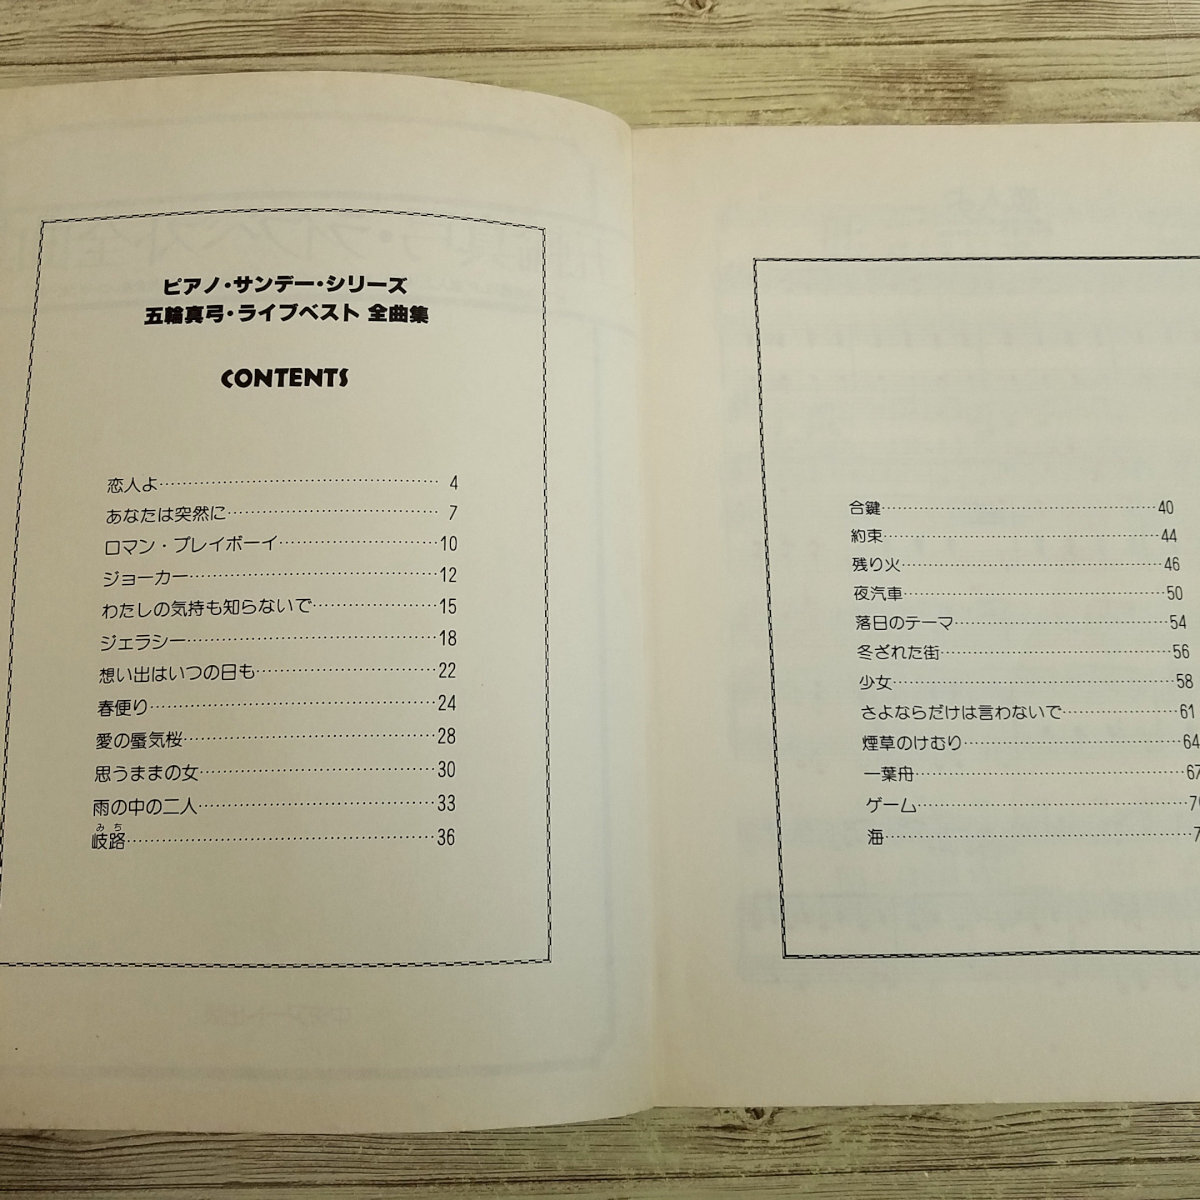 ピアノ・サンデー・シリーズ
五輪真弓・ライブベスト 全曲集
CONTENTS
恋人よ 4
あなたは突然に 7
ロマン・プレイボーイ 10
ジョーカー 12
わたしの気持も知らないで 15
ジェラシー 18
想い出はいつの日も 22
春便り 24
愛の蜃気桜 28
思うままの女 30
雨の中の二人 33
みち
岐路 36
合鍵 40
約束 44
残り火 46
夜汽車 50
落日のテーマ 54
冬ざれた街 56
少女 58
さよならだけは言わないで 61
煙草のけむり 64
一葉舟 67
ゲーム
海